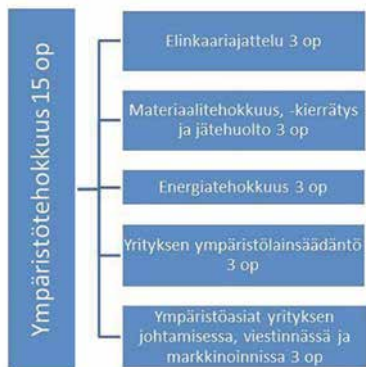 Ympäristötehokkuus 15 op
Elinkaariajattelu 3 op
Materiaalitehokkuus, -kierrätys
ja jätehuolto 3 op
Energiatehokkuus 3 op
Yrityksen ympäristölainsäädäntö
3 op
Ympäristöasiat yrityksen
johtamisessa, viestinnässä ja
markkinoinnissa 3 op